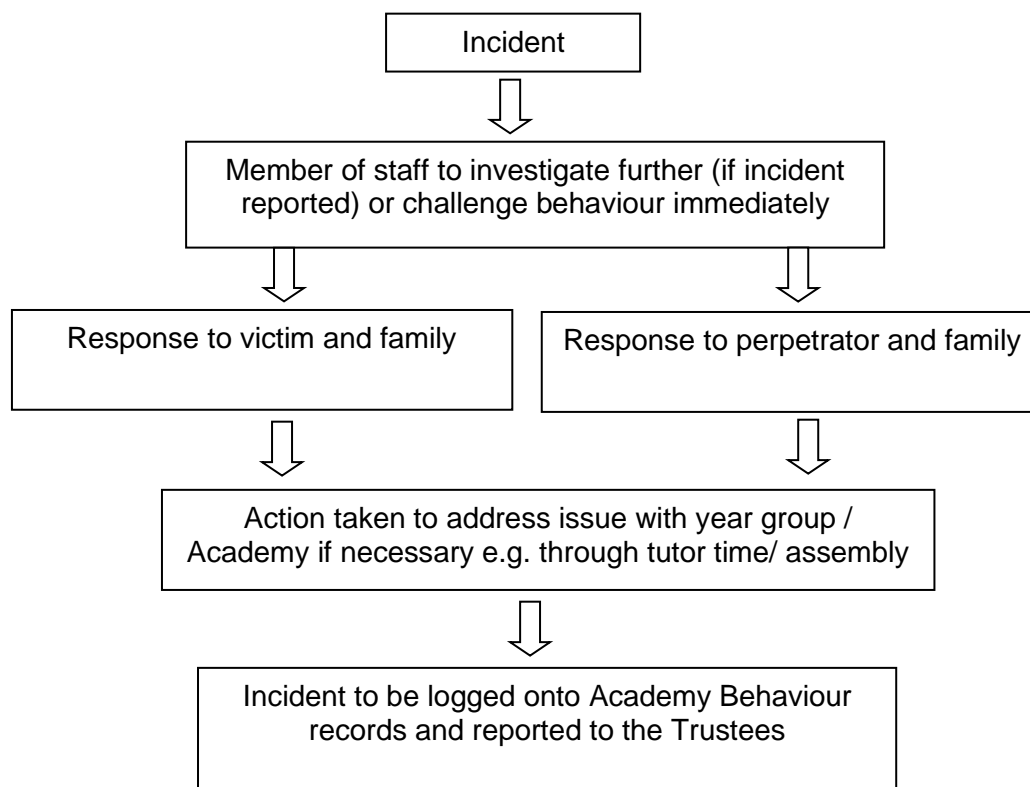 Incident
Member of staff to investigate further (if incident
reported) or challenge behaviour immediately
Response to victim and family
Response to perpetrator and family
Action taken to address issue with year group /
Academy if necessary e.g. through tutor time/ assembly
Incident to be logged onto Academy Behaviour
records and reported to the Trustees